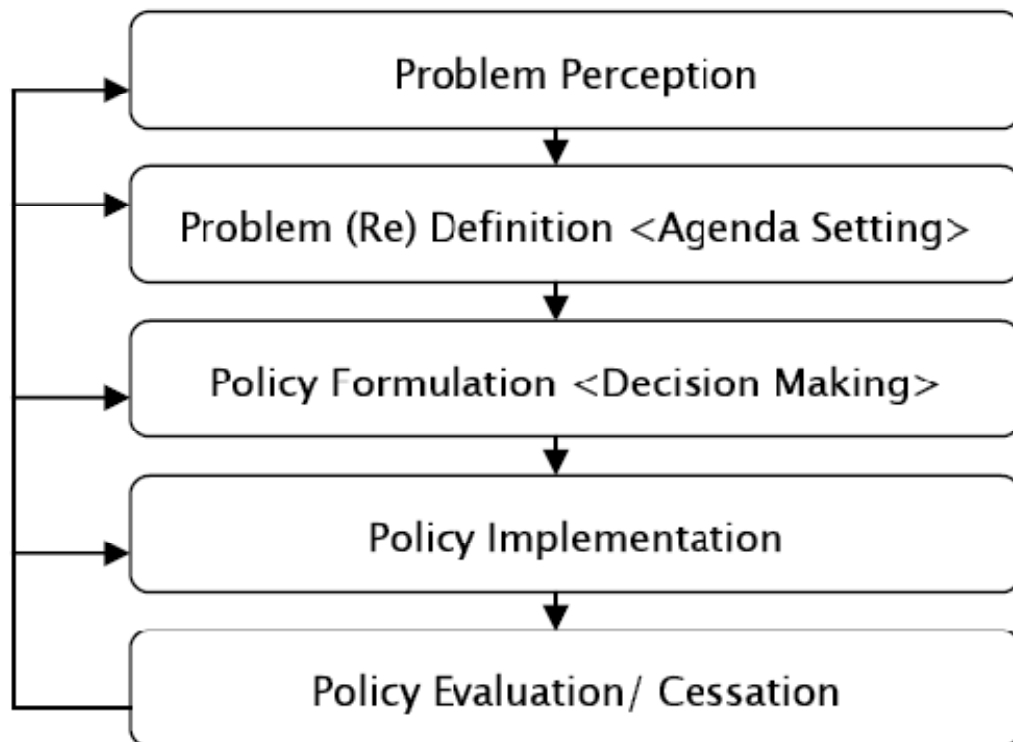 Problem Perception
Problem (Re) Definition <Agenda Setting>
Policy Formulation <Decision Making>
Policy Implementation
Policy Evaluation/ Cessation